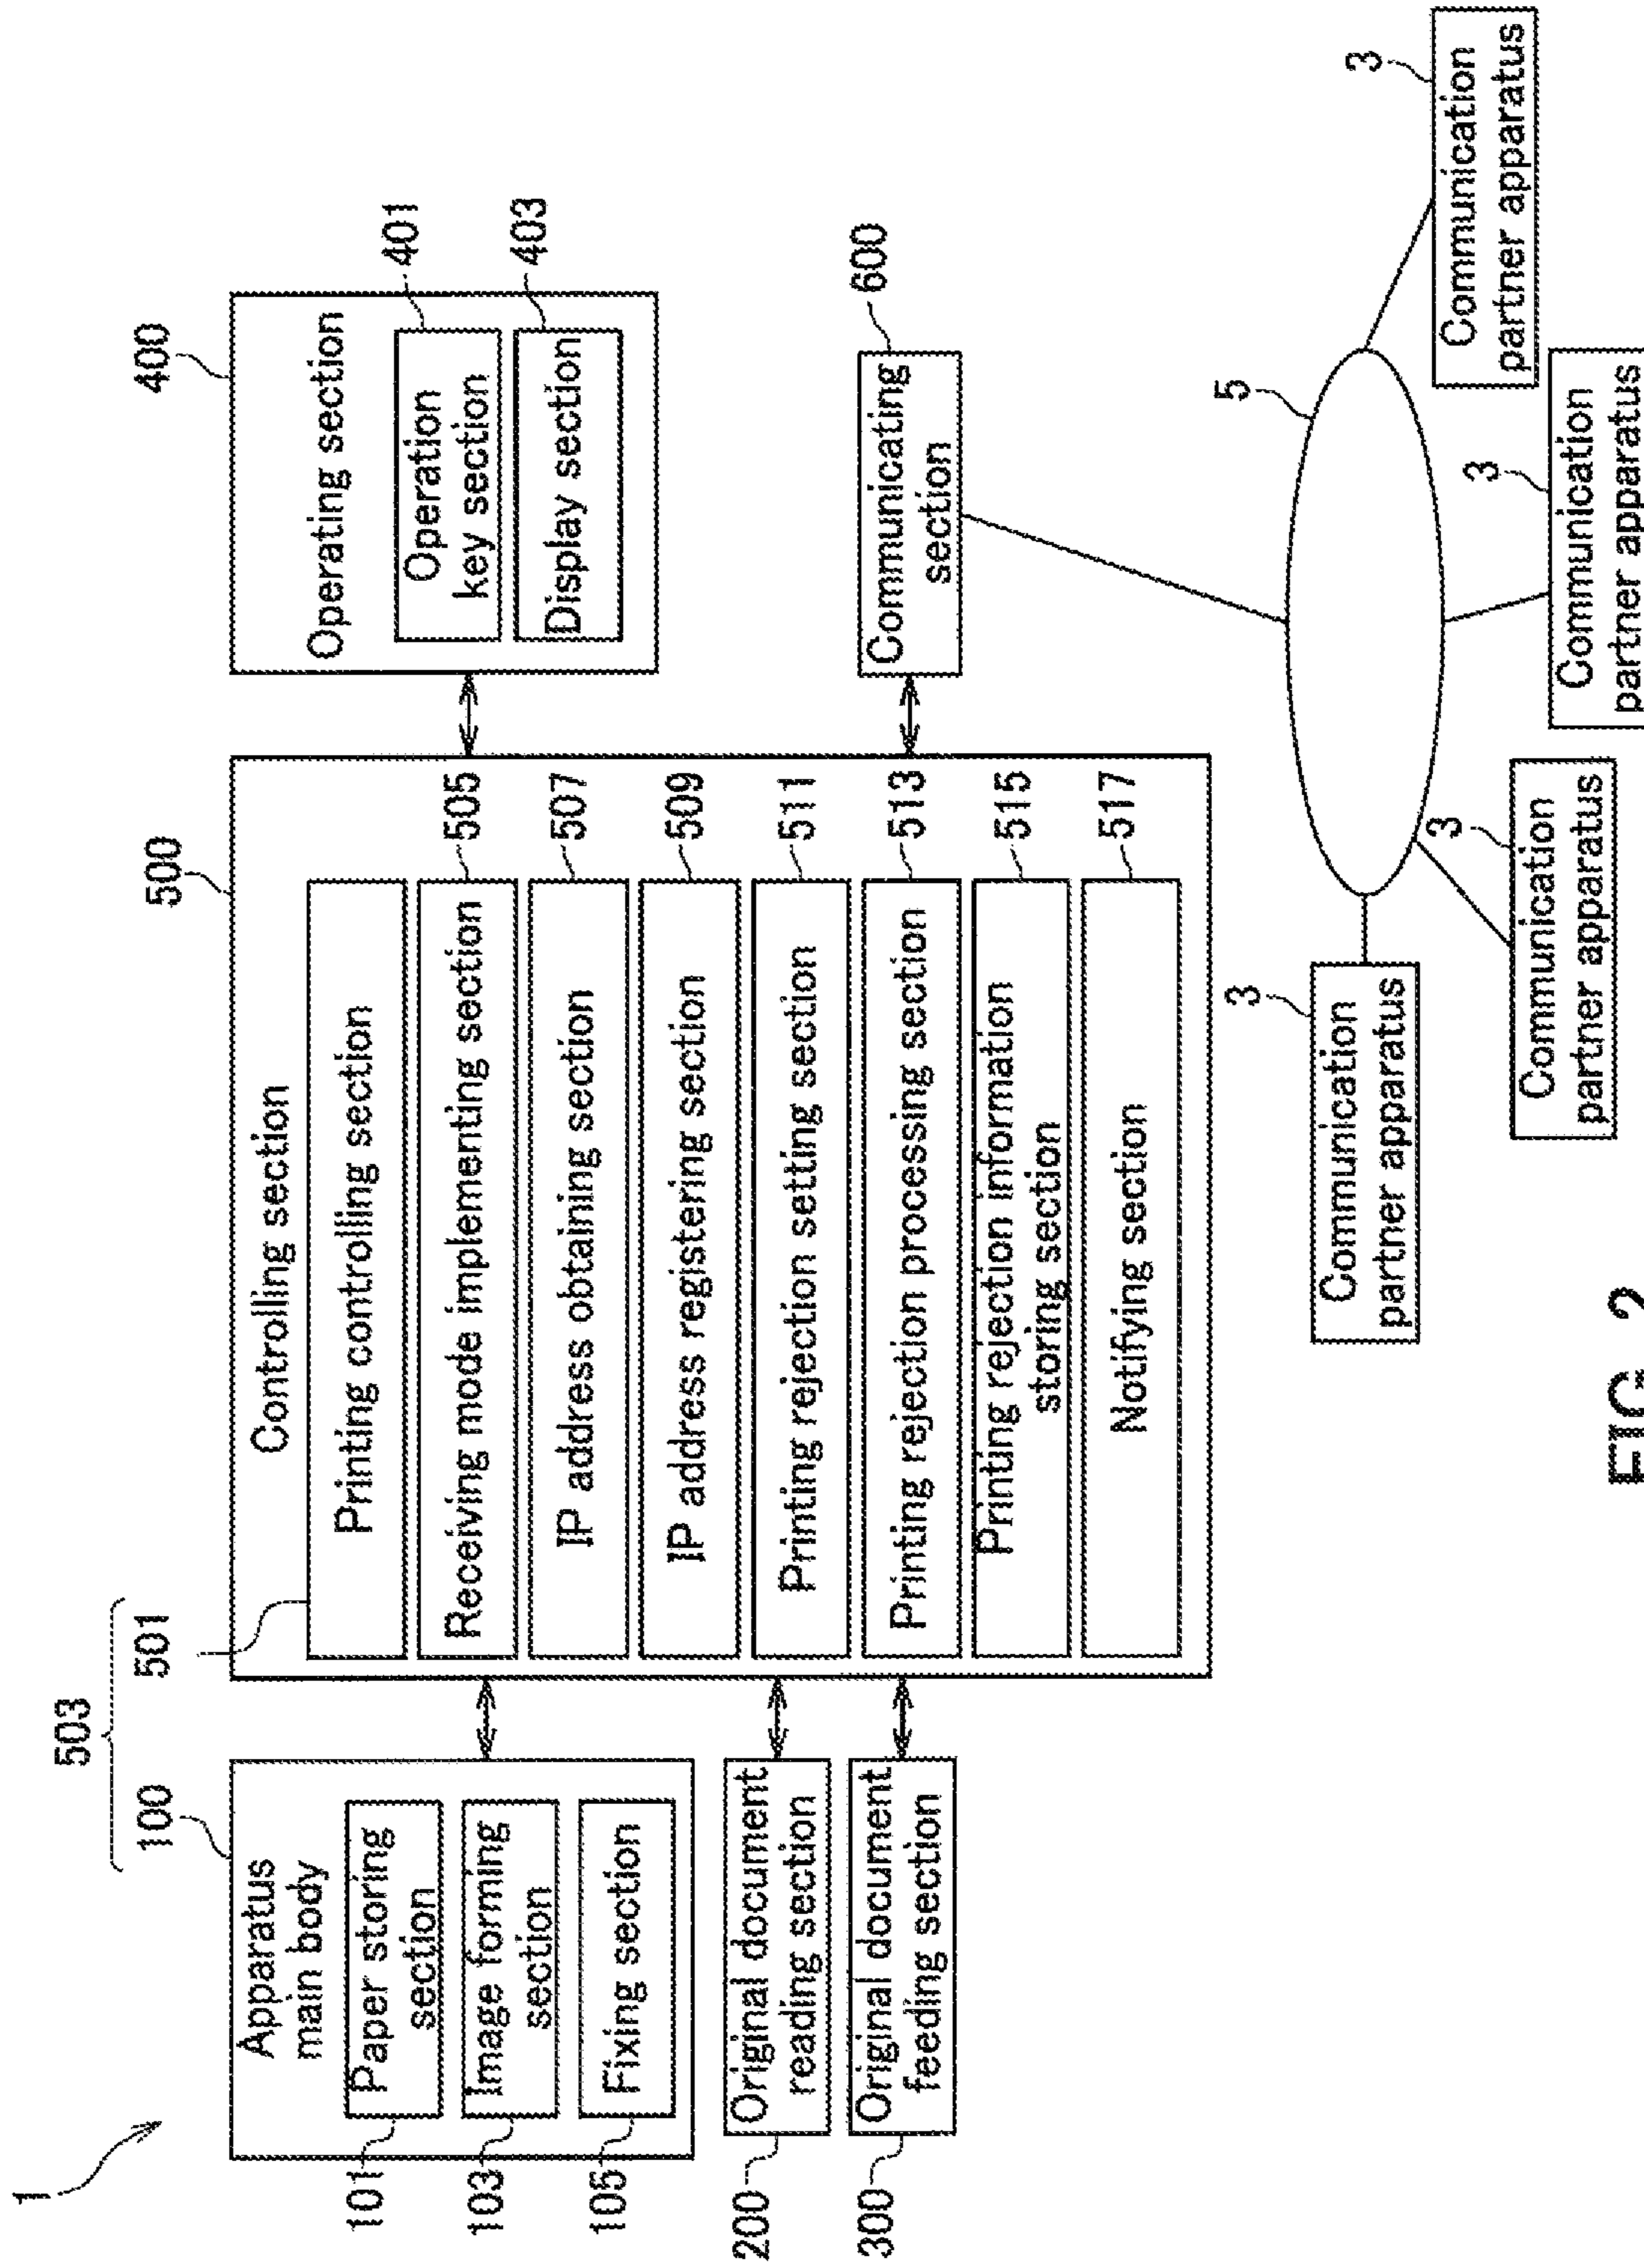 1
503
100
501
500
400
Apparatus
main body
Paper storing
section
101
Image forming
section
103
Fixing section
105
Original document
reading section
200
Original document
feeding section
300
Controlling section
Printing controlling section
Receiving mode implementing section
505
IP address obtaining section
507
IP address registering section
509
Printing rejection setting section
511
Printing rejection processing section
513
Printing rejection information
storing section
515
Notifying section
517
Operating section
Operation
key section
401
Display section
403
Communicating
section
600
5
3
Communication
partner apparatus
3
Communication
partner apparatus
3
Communication
partner apparatus
3
Communication
partner apparatus
FIG. 2